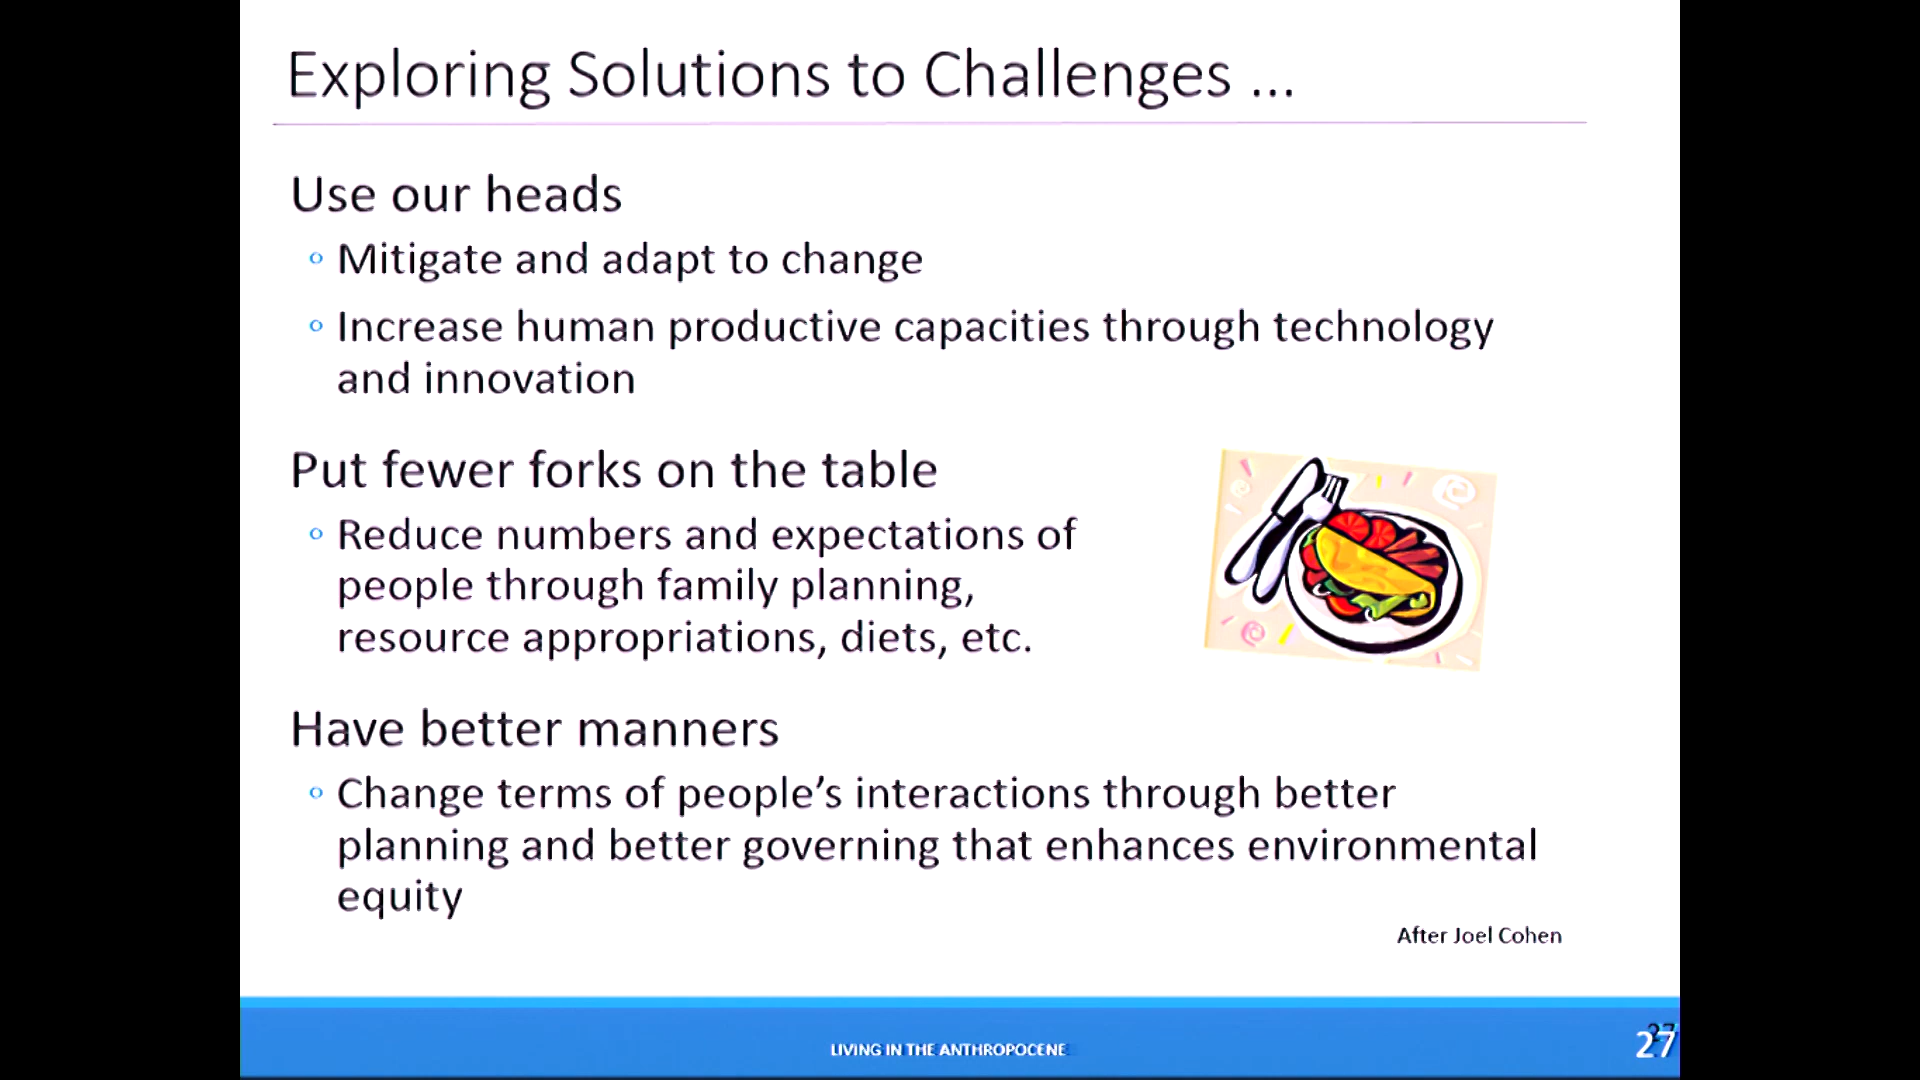 Exploring Solutions to Challenges ...
Use our heads
Mitigate and adapt to change
Increase human productive capacities through technology
and innovation
Put fewer forks on the table
Reduce numbers and expectations of
people through family planning,
resource appropriations, diets, etc.
Have better manners
Change terms of people’s interactions through better
planning and better governing that enhances environmental
equity
After Joel Cohen
LIVING IN THE ANTHROPOCENE
27